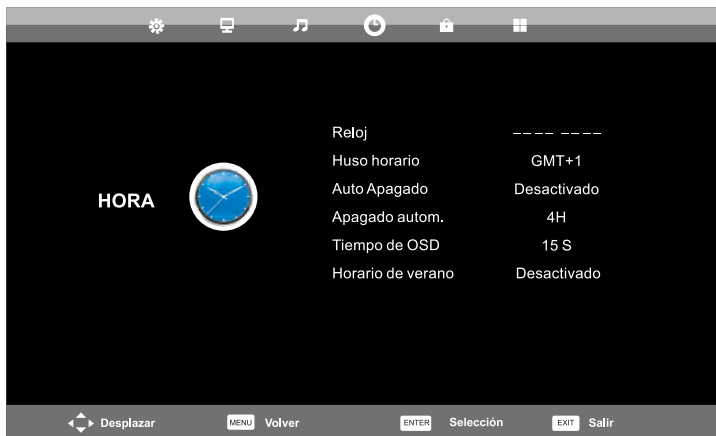 Reloj – – – –  – – – –
Huso horario GMT+1
Auto Apagado Desactivado
HORA
Apagado autom. 4H
Tiempo de OSD 15 S
Horario de verano Desactivado
Desplazar MENU Volver ENTER Selección EXIT Salir